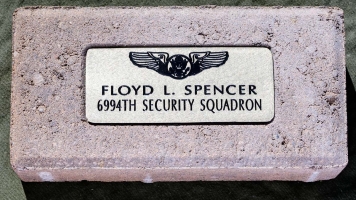 FLOYD L. SPENCER
6994TH SECURITY SQUADRON